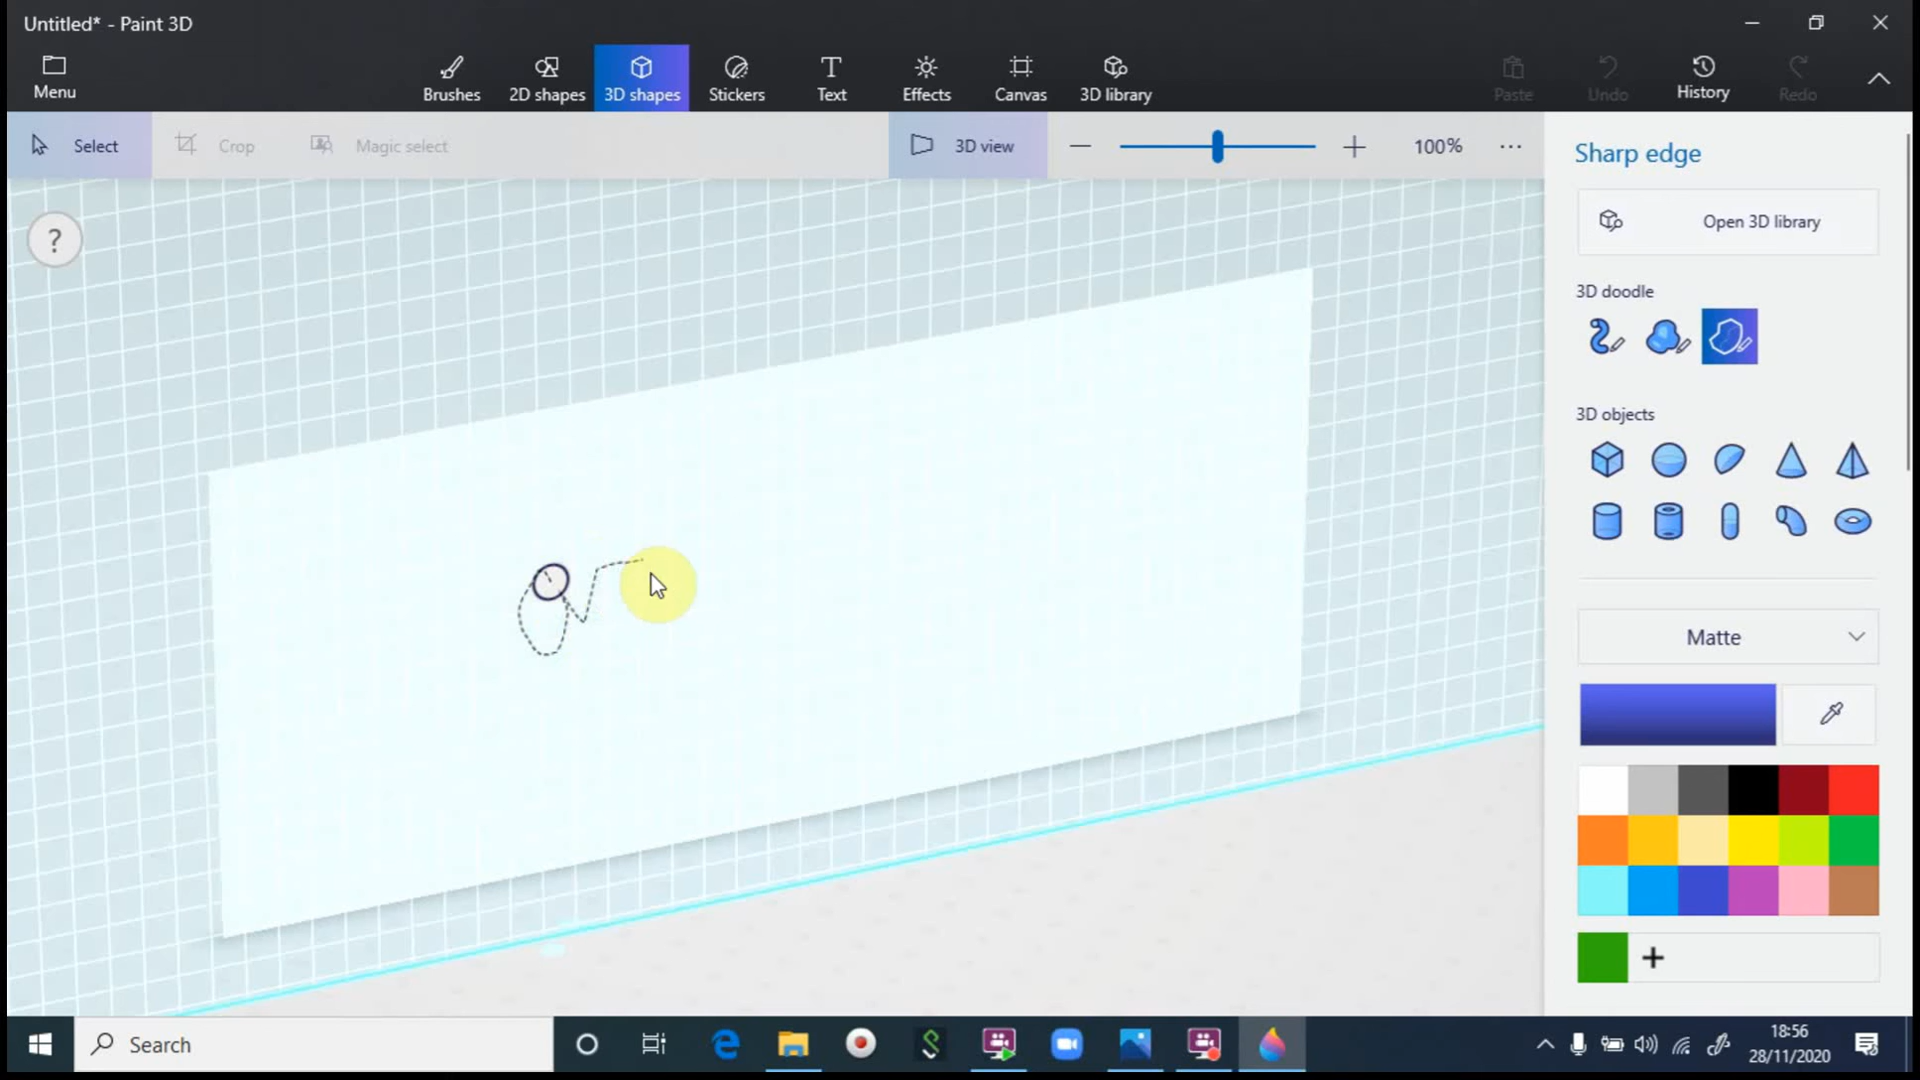 Untitled* - Paint 3D
Menu
Brushes
2D shapes
3D shapes
Stickers
Text
Effects
Canvas
3D library
Paste
Undo
History
Redo
Select
Crop
Magic select
3D view
100%
Sharp edge
?
Open 3D library
3D doodle
3D objects
Matte
Search
18:56
28/11/2020